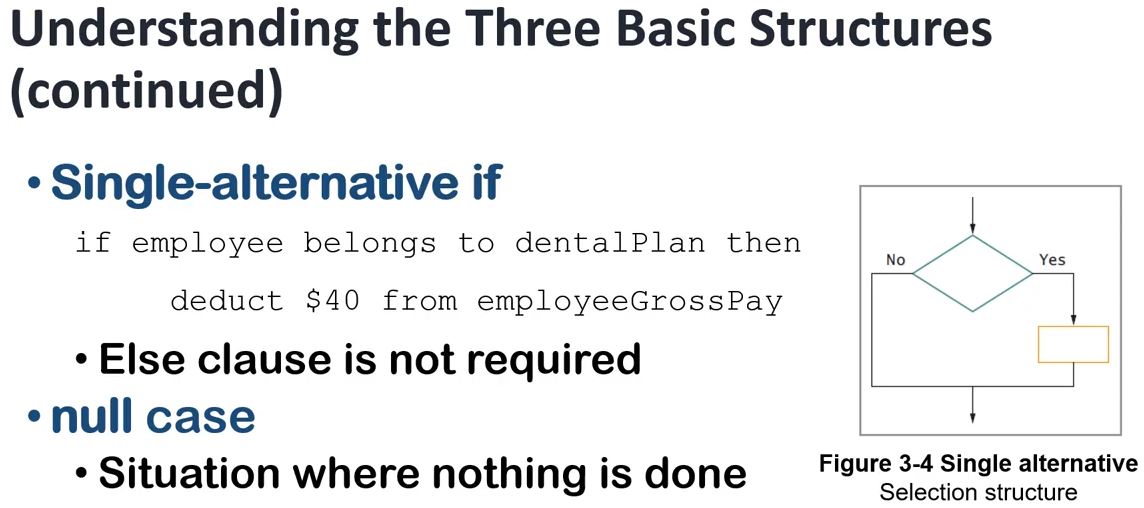 Understanding the Three Basic Structures
(continued)
• Single-alternative if
if employee belongs to dentalPlan then
deduct $40 from employeeGrossPay
• Else clause is not required
• null case
• Situation where nothing is done
No
Yes
Figure 3-4 Single alternative
Selection structure